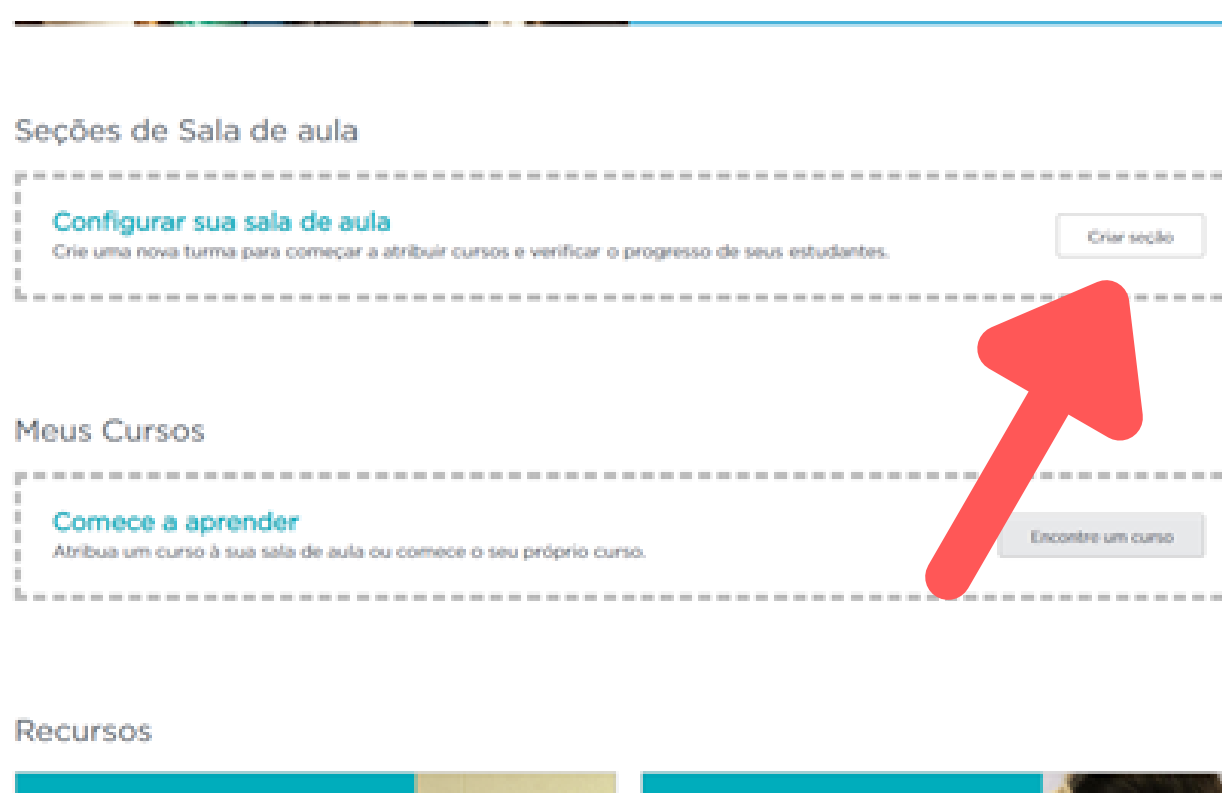 Seções de Sala de aula
Configurar sua sala de aula
Crie uma nova turma para começar a atribuir cursos e verificar o progresso de seus estudantes.
Criar seção
Meus Cursos
Comece a aprender
Atribua um curso à sua sala de aula ou comece o seu próprio curso.
Encontre um curso
Recursos